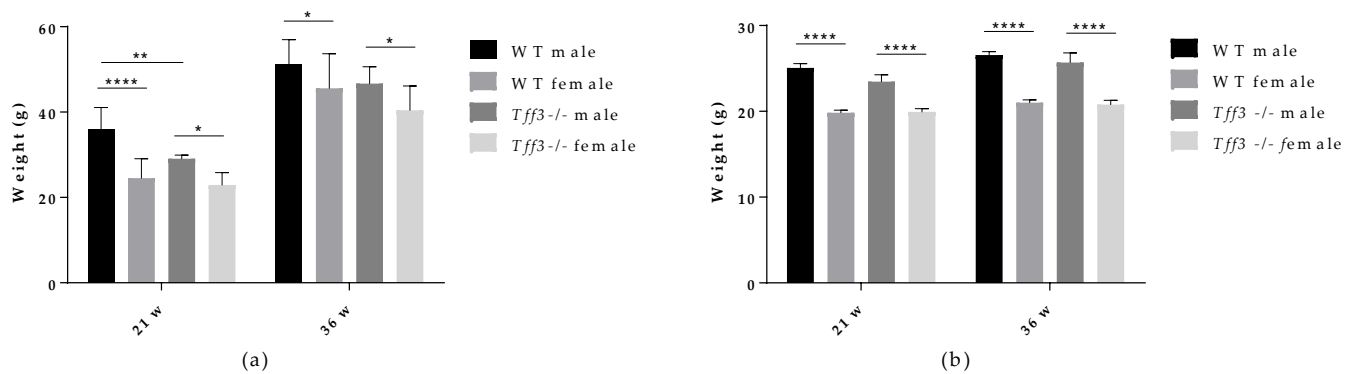 60
40
20
0
Weight (g)
****
**
*
*
*
21 w
36 w
WT male
WT female
Tff3 -/- male
Tff3 -/- female
(a)
30
20
10
0
Weight (g)
****
****
****
****
21 w
36 w
WT male
WT female
Tff3 -/- male
Tff3 -/- female
(b)